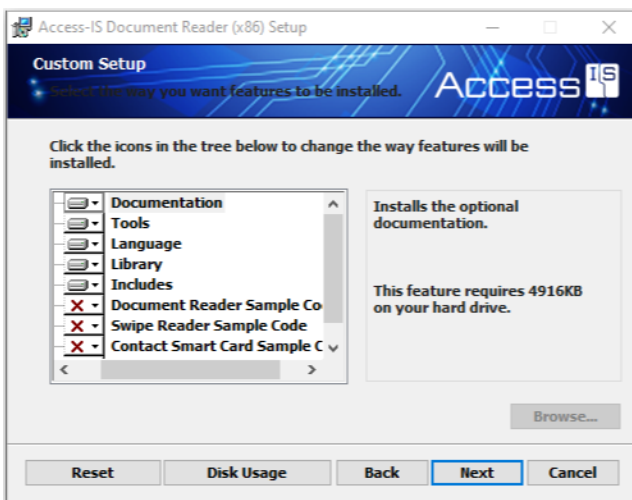 Access-IS Document Reader (x86) Setup
Custom Setup
Select the way you want features to be installed.
Access IS
Click the icons in the tree below to change the way features will be
installed.
Documentation
Tools
Language
Library
Includes
Document Reader Sample Co
Swipe Reader Sample Code
Contact Smart Card Sample C
Installs the optional
documentation.
This feature requires 4916KB
on your hard drive.
Browse...
Reset
Disk Usage
Back
Next
Cancel